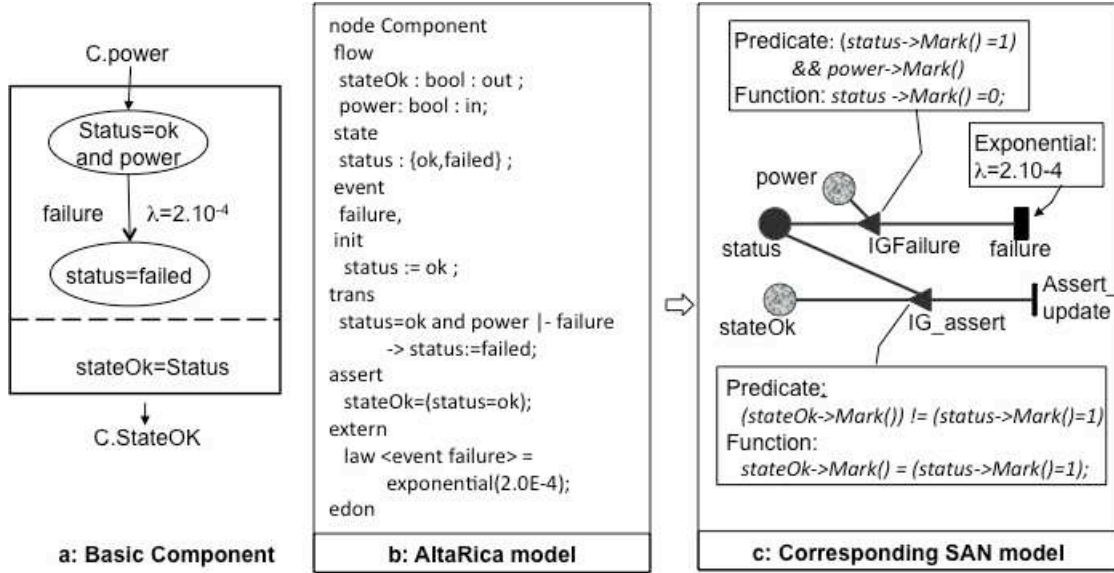 C.power
Status=ok
and power
failure λ=2.10⁻⁴
status=failed
stateOk=Status
C.StateOK
a: Basic Component
node Component
flow
stateOk : bool : out ;
power: bool : in;
state
status : {ok,failed} ;
event
failure,
init
status := ok ;
trans
status=ok and power |- failure
-> status:=failed;
assert
stateOk=(status=ok);
extern
law <event failure> =
exponential(2.0E-4);
edon
b: AltaRica model
Predicate: (status->Mark() =1)
&& power->Mark()
Function: status ->Mark() =0;
Exponential:
λ=2.10-4
power
status
IGFailure
failure
stateOk
IG_assert
Assert_
update
Predicate:
(stateOk->Mark()) != (status->Mark()=1)
Function:
stateOk->Mark() = (status->Mark()=1);
c: Corresponding SAN model